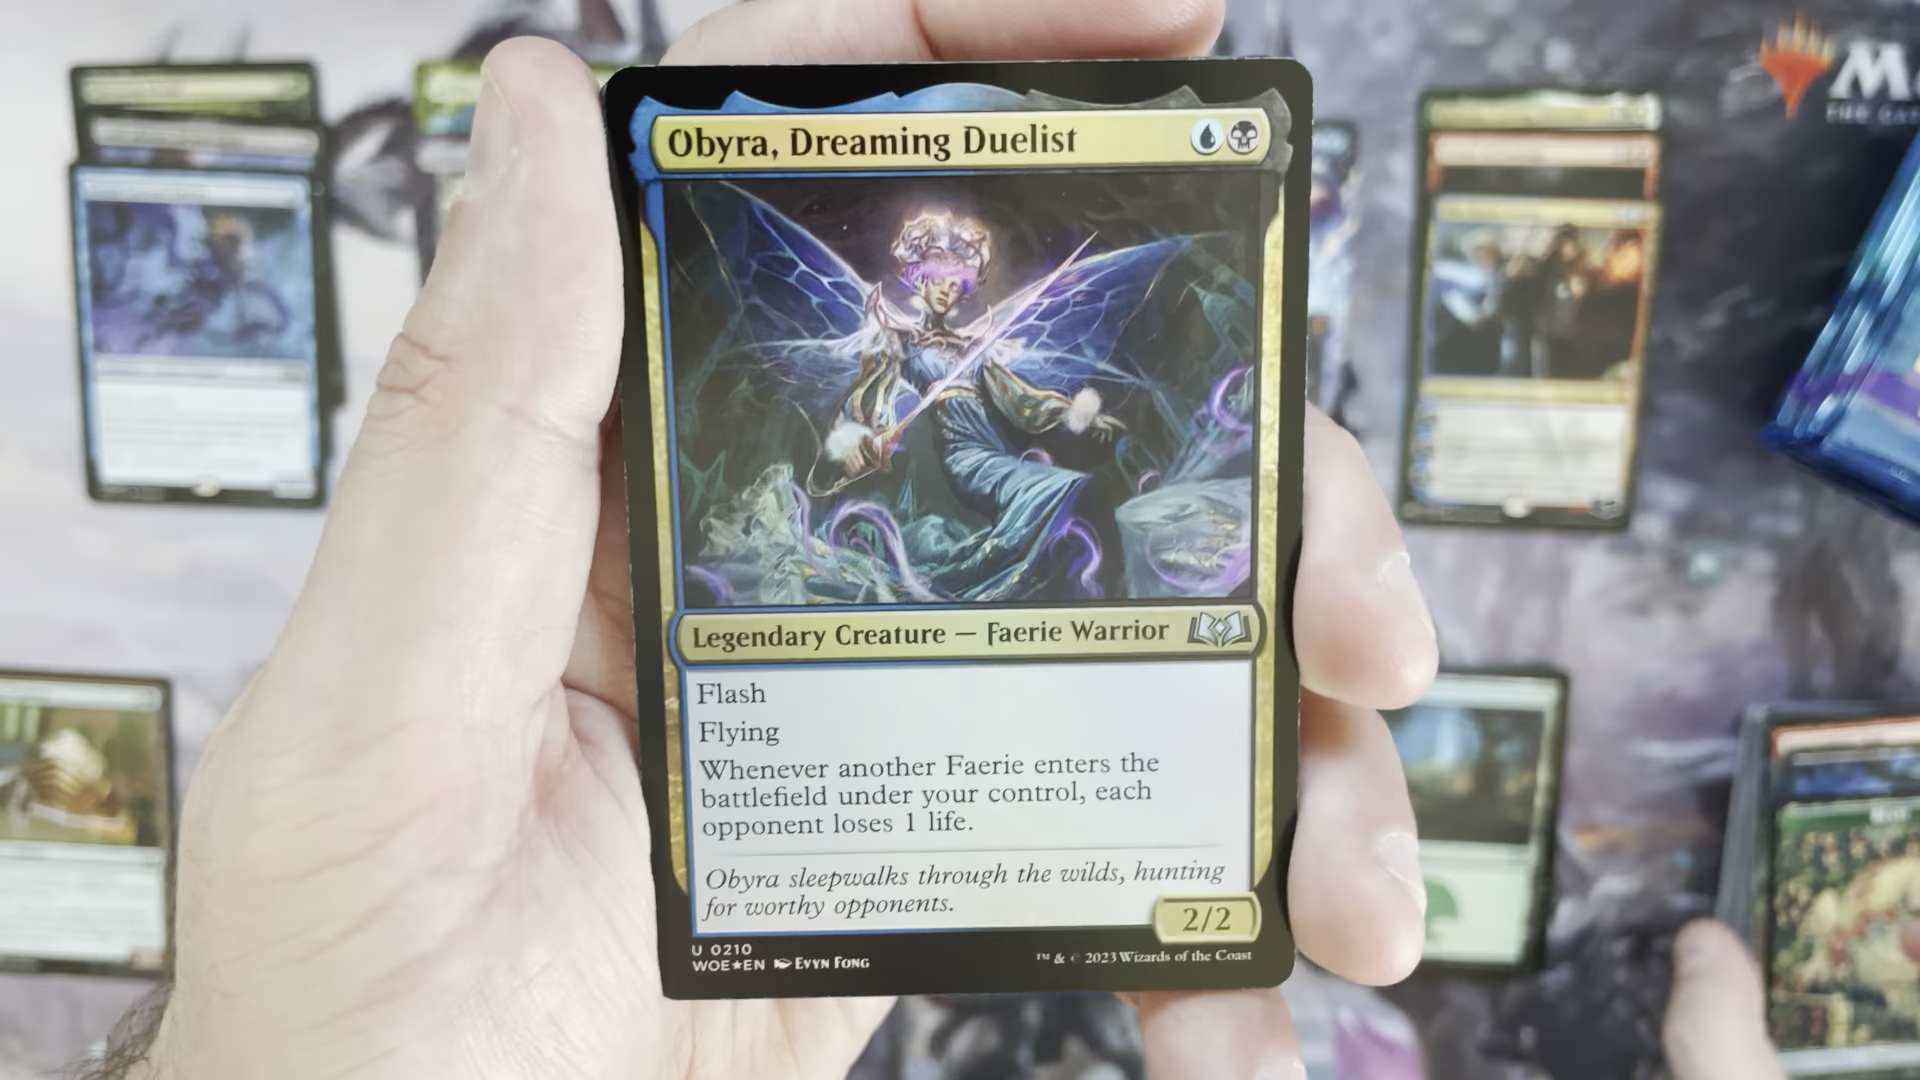 Obyra, Dreaming Duelist
Legendary Creature — Faerie Warrior
Flash
Flying
Whenever another Faerie enters the
battlefield under your control, each
opponent loses 1 life.
Obyra sleepwalks through the wilds, hunting
for worthy opponents.
2/2
U 0210
WOE★EN Evyn Fong
™ & © 2023 Wizards of the Coast